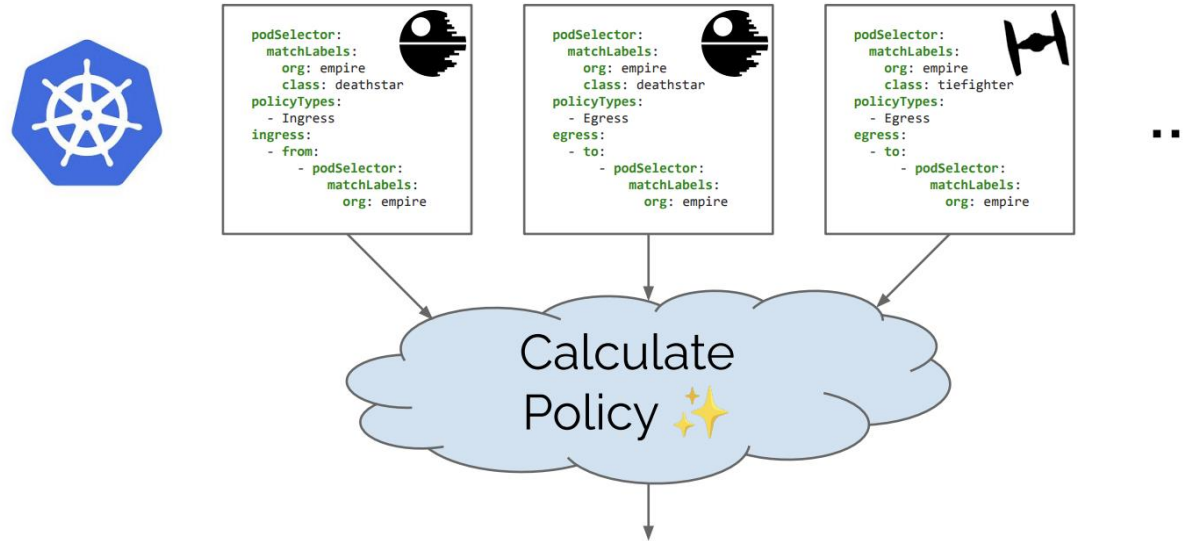 podSelector:
  matchLabels:
    org: empire
    class: deathstar
policyTypes:
  - Ingress
ingress:
  - from:
      - podSelector:
          matchLabels:
            org: empire
podSelector:
  matchLabels:
    org: empire
    class: deathstar
policyTypes:
  - Egress
egress:
  - to:
      - podSelector:
          matchLabels:
            org: empire
podSelector:
  matchLabels:
    org: empire
    class: tiefighter
policyTypes:
  - Egress
egress:
  - to:
      - podSelector:
          matchLabels:
            org: empire
..
Calculate
Policy ✨